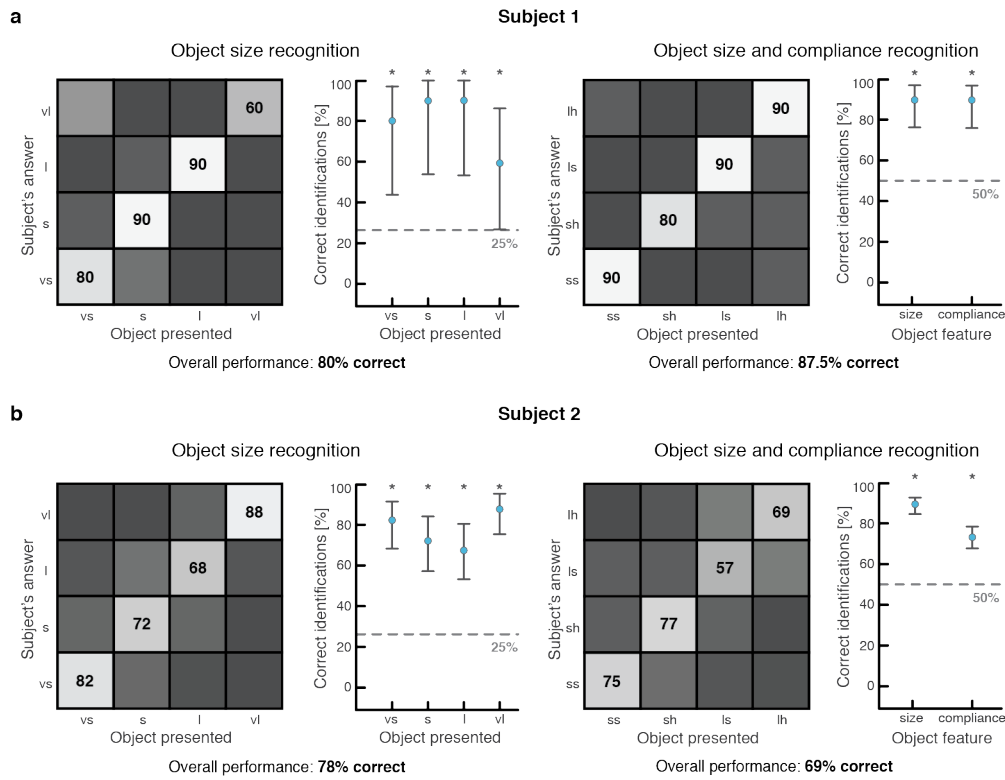 a
Subject 1
Object size recognition
Object size and compliance recognition
Subject's answer
vl
l
s
vs
60
90
90
80
vs
s
l
vl
Object presented
Correct identifications [%]
100
80
60
40
20
0
* * * *
25%
vs
s
l
vl
Overall performance: 80% correct
Subject's answer
lh
ls
sh
ss
90
90
80
90
ss
sh
ls
lh
Object presented
Correct identifications [%]
100
80
60
40
20
0
* *
50%
size
compliance
Object feature
Overall performance: 87.5% correct
b
Subject 2
Object size recognition
Object size and compliance recognition
Subject's answer
vl
l
s
vs
88
68
72
82
vs
s
l
vl
Object presented
Correct identifications [%]
100
80
60
40
20
0
* * * *
25%
vs
s
l
vl
Overall performance: 78% correct
Subject's answer
lh
ls
sh
ss
69
57
77
75
ss
sh
ls
lh
Object presented
Correct identifications [%]
100
80
60
40
20
0
* *
50%
size
compliance
Object feature
Overall performance: 69% correct